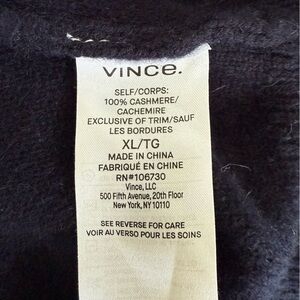 VINCE.
SELF/CORPS:
100% CASHMERE/
CACHEMIRE
EXCLUSIVE OF TRIM/SAUF
LES BORDURES
XL/TG
MADE IN CHINA
FABRIQUÉ EN CHINE
RN#106730
Vince, LLC
500 Fifth Avenue, 20th Floor
New York, NY 10110
SEE REVERSE FOR CARE
VOIR AU VERSO POUR LES SOINS